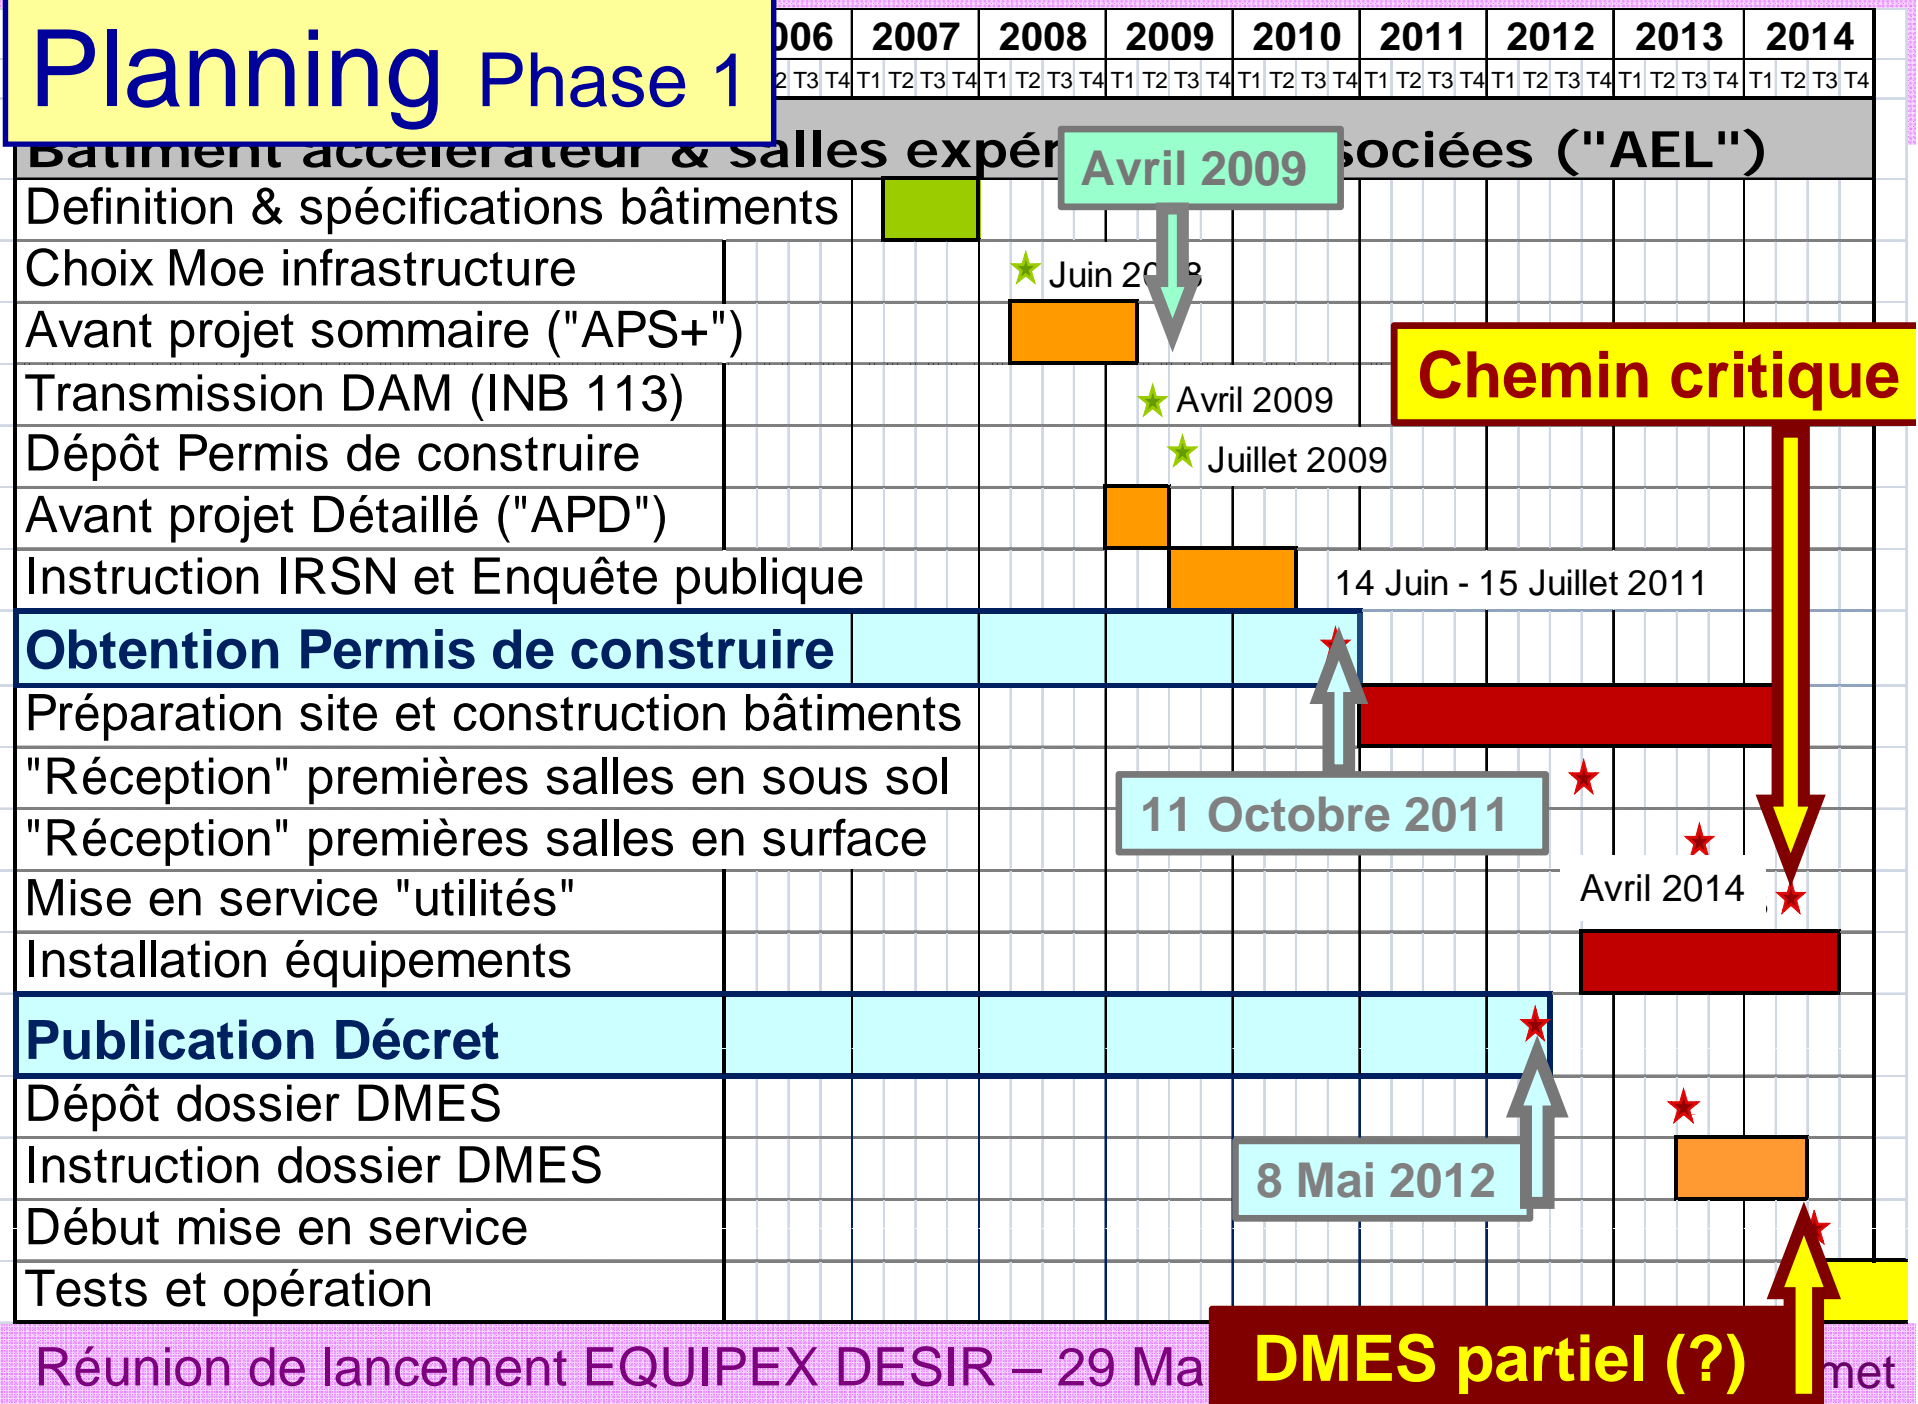 Planning Phase 1
2007 2008 2009 2010 2011 2012 2013 2014
T3 T4 T1 T2 T3 T4 T1 T2 T3 T4 T1 T2 T3 T4 T1 T2 T3 T4 T1 T2 T3 T4 T1 T2 T3 T4 T1 T2 T3 T4 T1 T2 T3 T4
Bâtiment accélérateur & salles ("AEL")
Avril 2009
Definition & spécifications bâtiments
Choix Moe infrastructure
Juin 2008
Avant projet sommaire ("APS+")
Chemin critique
Transmission DAM (INB 113)
Avril 2009
Dépôt Permis de construire
Juillet 2009
Avant projet Détaillé ("APD")
Instruction IRSN et Enquête publique
14 Juin - 15 Juillet 2011
Obtention Permis de construire
Préparation site et construction bâtiments
"Réception" premières salles en sous sol
11 Octobre 2011
"Réception" premières salles en surface
Mise en service "utilités"
Avril 2014
Installation équipements
Publication Décret
Dépôt dossier DMES
Instruction dossier DMES
8 Mai 2012
Début mise en service
Tests et opération
DMES partiel (?)
Réunion de lancement EQUIPEX DESIR – 29